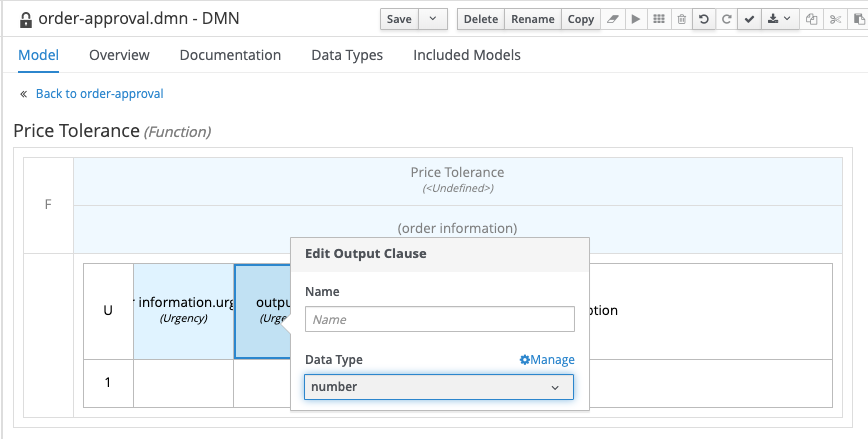 order-approval.dmn - DMN
Save Delete Rename Copy
Model Overview Documentation Data Types Included Models
« Back to order-approval
Price Tolerance (Function)
F
Price Tolerance
(<Undefined>)
(order information)
Edit Output Clause
Name
Name
Data Type Manage
number
U
information.urg
(Urgency)
outpu
(Urge
ption
1